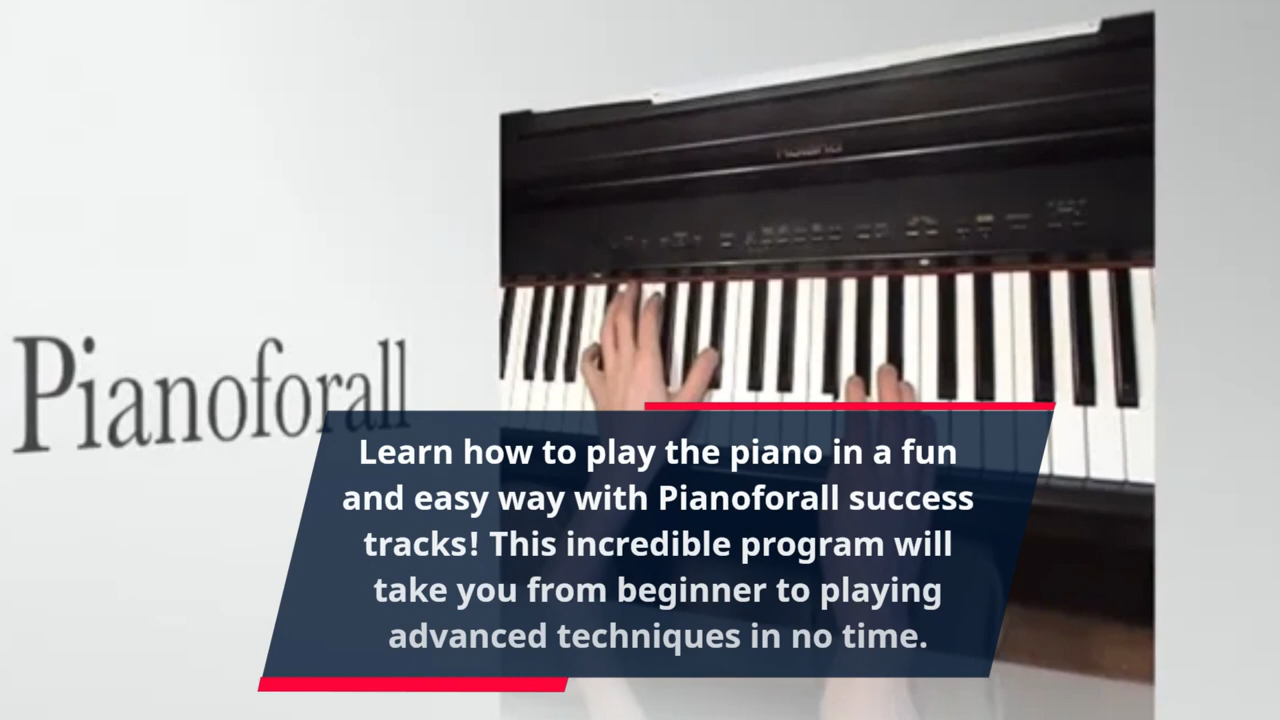 Roland
Pianoforall
Learn how to play the piano in a fun
and easy way with Pianoforall success
tracks! This incredible program will
take you from beginner to playing
advanced techniques in no time.